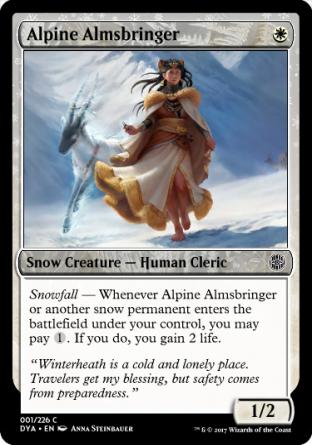 Alpine Almsbringer
Snow Creature — Human Cleric
Snowfall — Whenever Alpine Almsbringer
or another snow permanent enters the
battlefield under your control, you may
pay 1. If you do, you gain 2 life.
“Winterheath is a cold and lonely place.
Travelers get my blessing, but safety comes
from preparedness.”
1/2
001/226 C
DYA • EN Anna Steinbauer
™ & © 2017 Wizards of the Coast